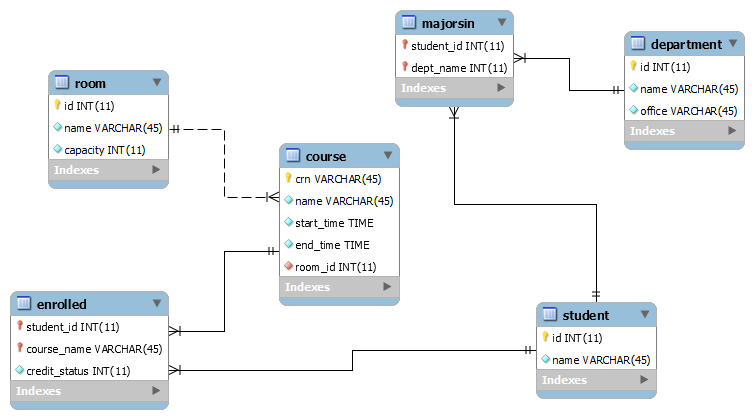 majorsin
student_id INT(11)
dept_name INT(11)
Indexes
department
id INT(11)
name VARCHAR(45)
office VARCHAR(45)
Indexes
room
id INT(11)
name VARCHAR(45)
capacity INT(11)
Indexes
course
crn VARCHAR(45)
name VARCHAR(45)
start_time TIME
end_time TIME
room_id INT(11)
Indexes
enrolled
student_id INT(11)
course_name VARCHAR(45)
credit_status INT(11)
Indexes
student
id INT(11)
name VARCHAR(45)
Indexes